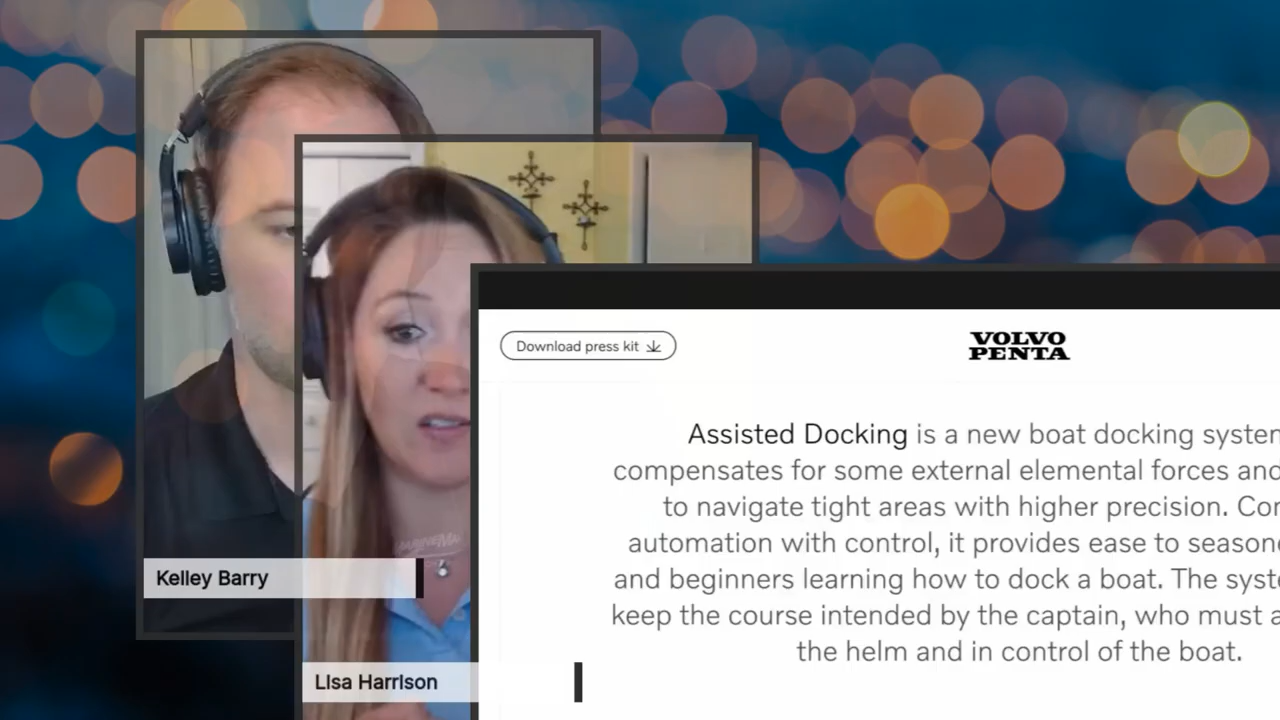 Download press kit
VOLVO
PENTA
Assisted Docking is a new boat docking system
compensates for some external elemental forces and
to navigate tight areas with higher precision. Co
automation with control, it provides ease to season
and beginners learning how to dock a boat. The syst
keep the course intended by the captain, who must a
the helm and in control of the boat.
Kelley Barry
Lisa Harrison